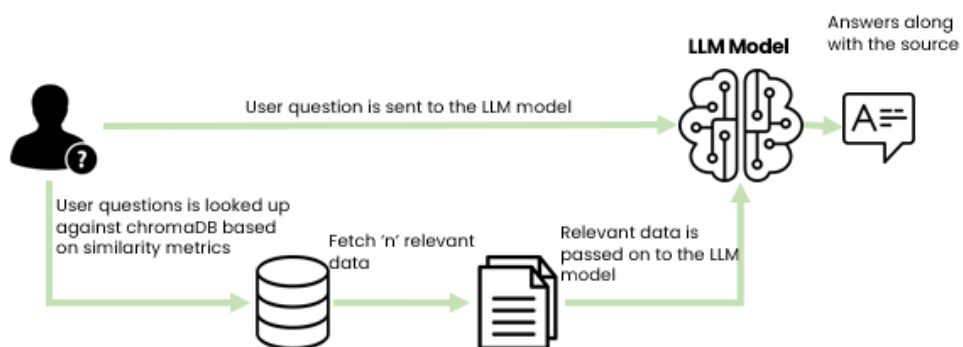 Answers along
with the source
LLM Model
User question is sent to the LLM model
?
A
User questions is looked up
against chromaDB based
on similarity metrics
Fetch ‘n’ relevant
data
Relevant data is
passed on to the LLM
model